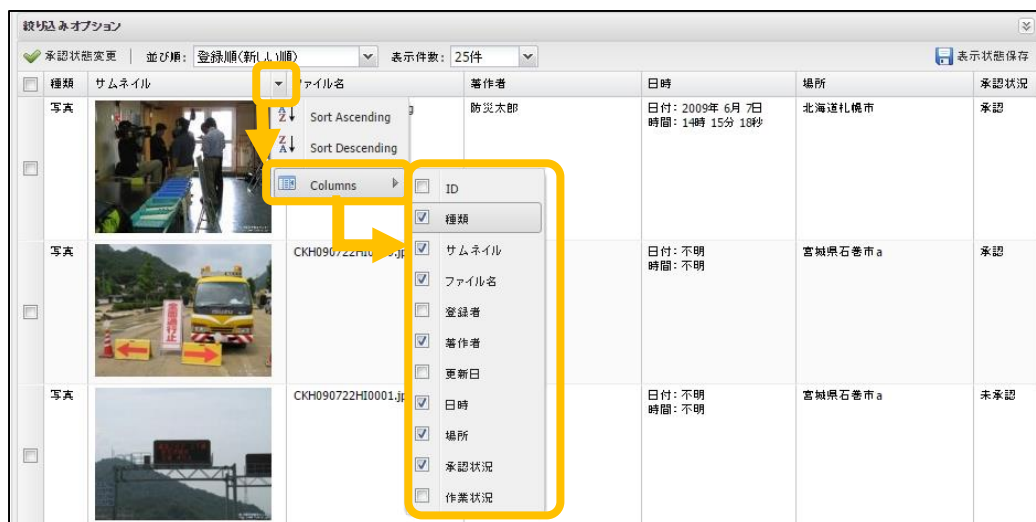 絞り込みオプション
承認状態変更 並び順: 登録順(新しい順) 表示件数: 25件 表示状態保存
種類 サムネイル ファイル名 著作者 日時 場所 承認状況
写真 g 防災太郎 日付: 2009年 6月 7日 北海道札幌市 承認
時間: 14時 15分 18秒
Sort Ascending
Sort Descending
Columns
ID
種類
サムネイル
ファイル名
登録者
著作者
更新日
日時
場所
承認状況
作業状況
写真 日付: 不明 宮城県石巻市a 承認
時間: 不明
全面通行止
写真 CKH090722HI0001.jp 日付: 不明 宮城県石巻市a 未承認
時間: 不明